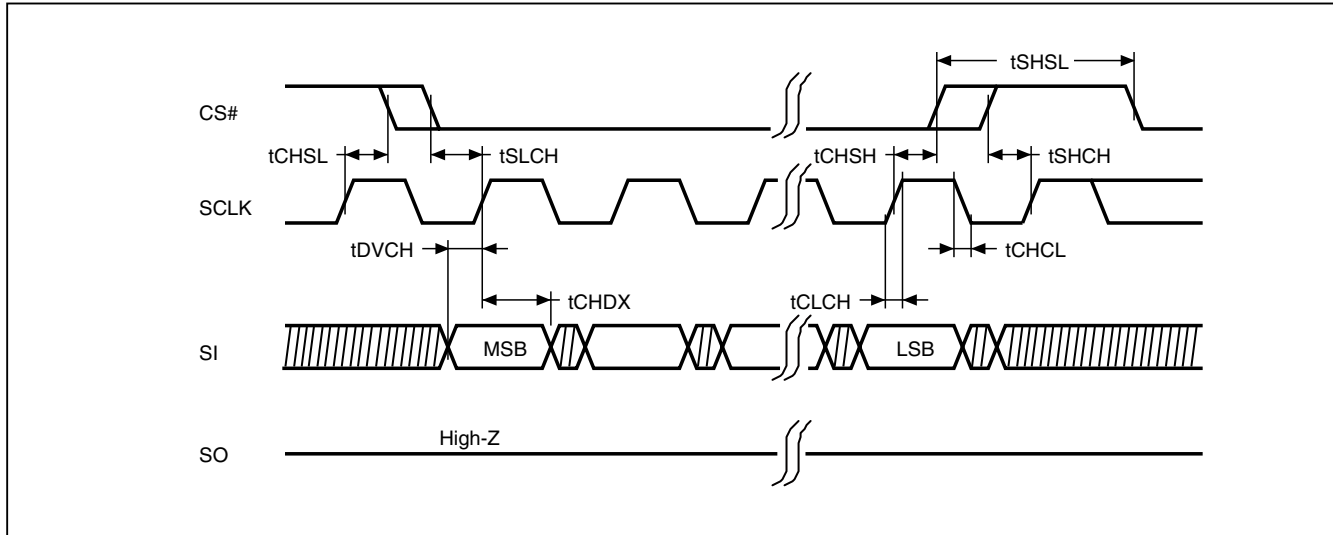 tSHSL
CS#
tCHSL
tSLCH
tCHSH
tSHCH
SCLK
tDVCH
tCHCL
tCHDX
tCLCH
SI
MSB
LSB
High-Z
SO